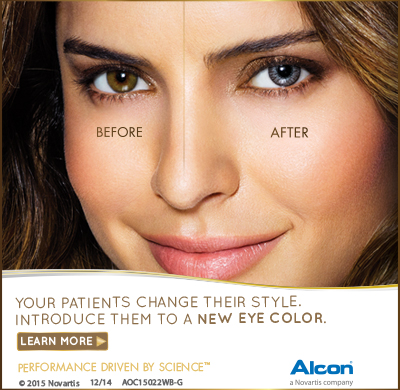 BEFORE
AFTER
YOUR PATIENTS CHANGE THEIR STYLE.
INTRODUCE THEM TO A NEW EYE COLOR.
LEARN MORE
PERFORMANCE DRIVEN BY SCIENCE™
Alcon®
a Novartis company
© 2015 Novartis 12/14 AOC15022WB-G